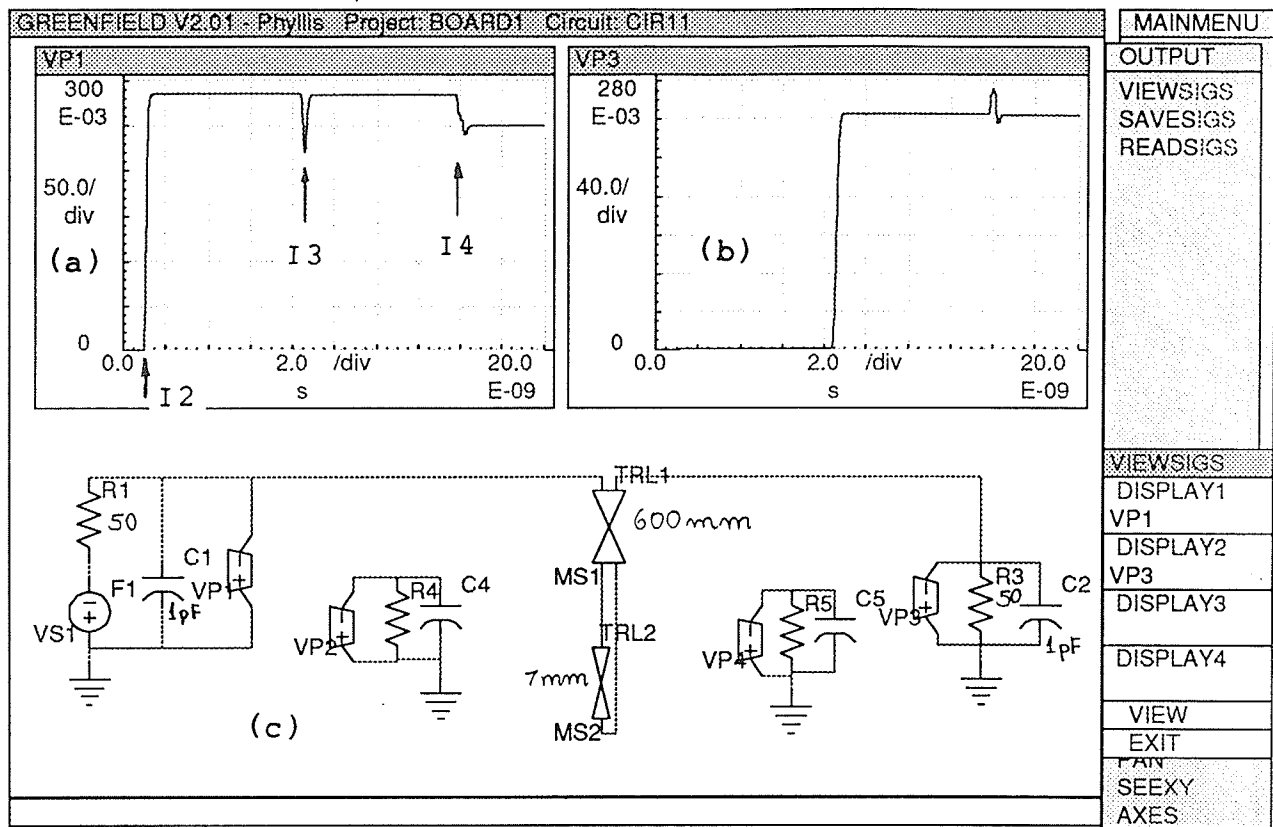 GREENFIELD V2.01 - Phyllis Project: BOARD1 Circuit: CIR11
MAINMENU
OUTPUT
VIEWSIGS
SAVESIGS
READSIGS
VP1
300
E-03
50.0/
div
(a)
0
0.0
2.0 /div
20.0
s
E-09
I2
I3
I4
VP3
280
E-03
40.0/
div
(b)
0
0.0
2.0 /div
20.0
s
E-09
VIEWSIGS
DISPLAY1
VP1
DISPLAY2
VP3
DISPLAY3
DISPLAY4
VIEW
EXIT
PAN
SEEXY
AXES
R1
50
VS1
F1
C1
1pF
VP1
VP2
R4
C4
TRL1
600mm
MS1
TRL2
7mm
MS2
VP4
R5
C5
VP3
R3
50
C2
1pF
(c)